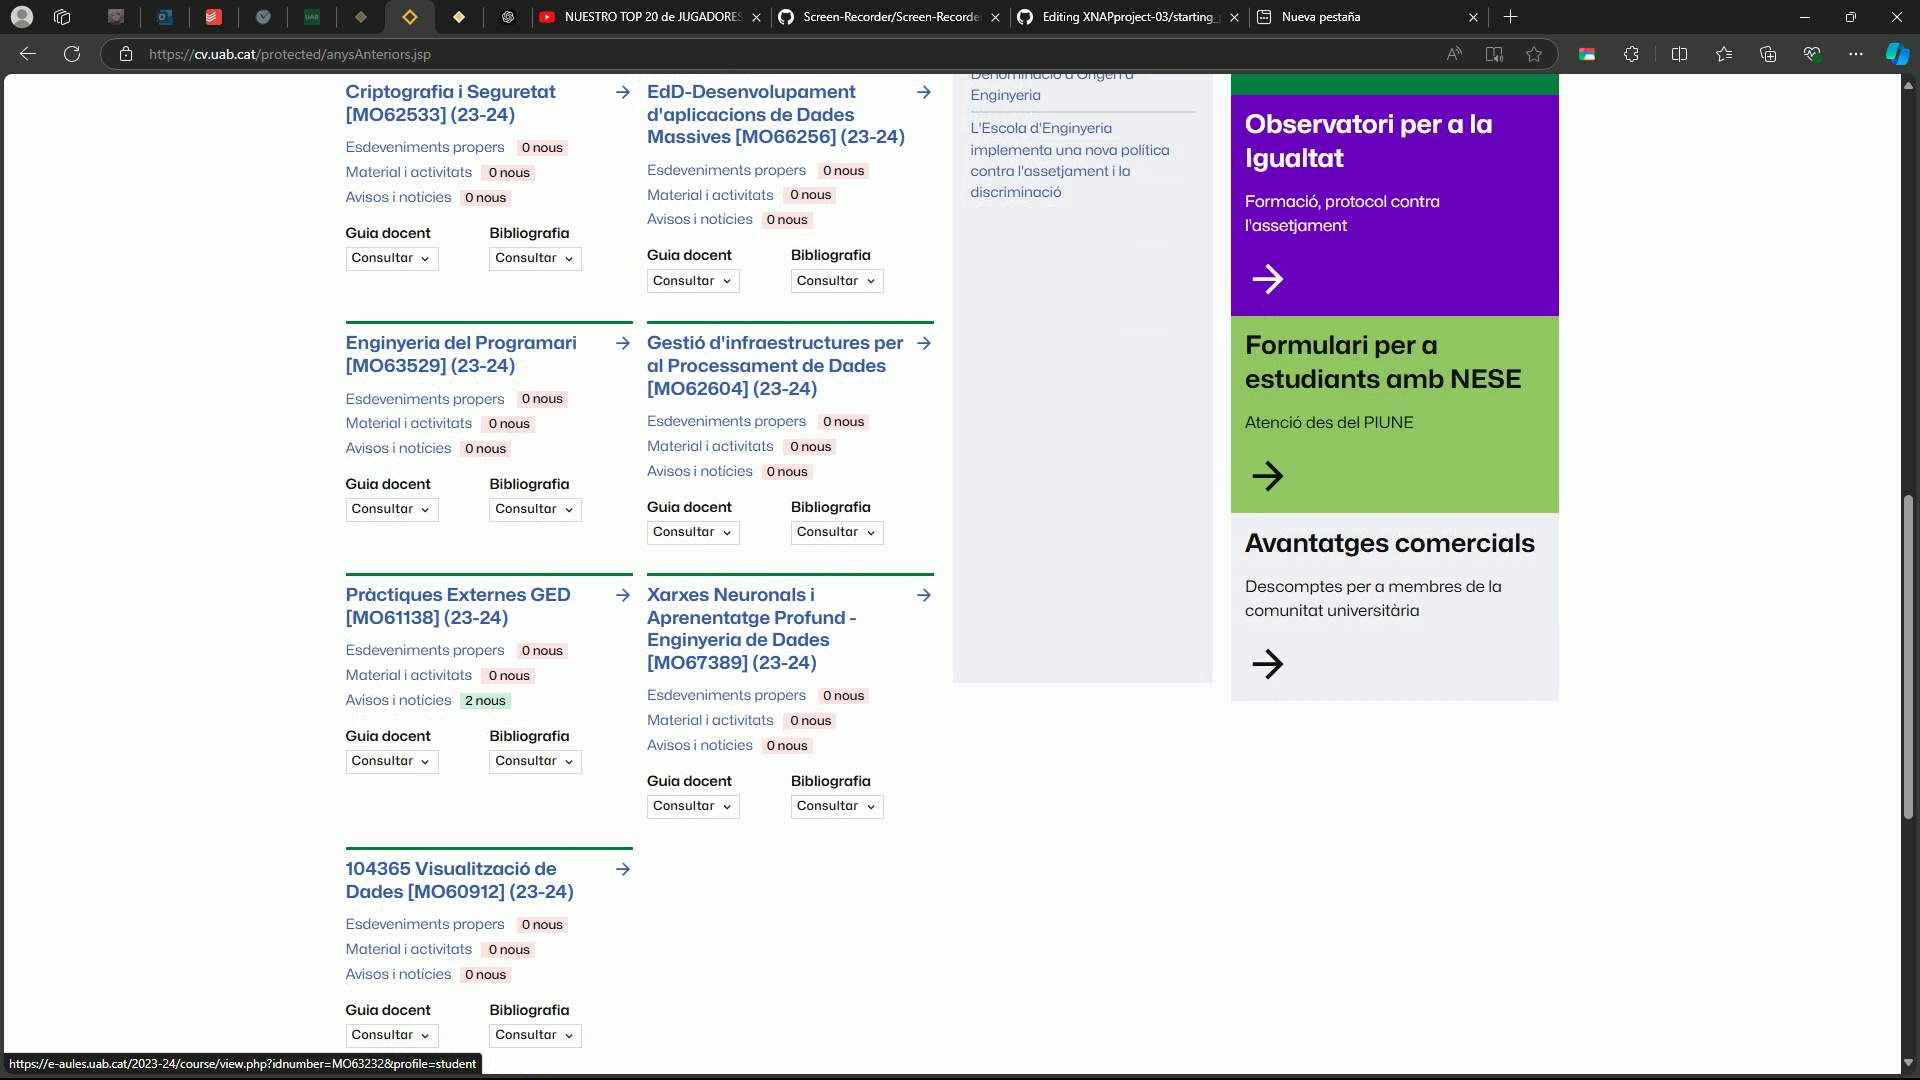 NUESTRO TOP 20 de JUGADORES
Screen-Recorder/Screen-Recorde
Editing XNAPproject-03/starting_
Nueva pestaña
https://cv.uab.cat/protected/anysAnteriors.jsp
Criptografia i Seguretat
[MO62533] (23-24)
Esdeveniments propers 0 nous
Material i activitats 0 nous
Avisos i notícies 0 nous
Guia docent Bibliografia
Consultar Consultar
EdD-Desenvolupament
d'aplicacions de Dades
Massives [MO66256] (23-24)
Esdeveniments propers 0 nous
Material i activitats 0 nous
Avisos i notícies 0 nous
Guia docent Bibliografia
Consultar Consultar
Enginyeria del Programari
[MO63529] (23-24)
Esdeveniments propers 0 nous
Material i activitats 0 nous
Avisos i notícies 0 nous
Guia docent Bibliografia
Consultar Consultar
Gestió d'infraestructures per
al Processament de Dades
[MO62604] (23-24)
Esdeveniments propers 0 nous
Material i activitats 0 nous
Avisos i notícies 0 nous
Guia docent Bibliografia
Consultar Consultar
Pràctiques Externes GED
[MO61138] (23-24)
Esdeveniments propers 0 nous
Material i activitats 0 nous
Avisos i notícies 2 nous
Guia docent Bibliografia
Consultar Consultar
Xarxes Neuronals i
Aprenentatge Profund -
Enginyeria de Dades
[MO67389] (23-24)
Esdeveniments propers 0 nous
Material i activitats 0 nous
Avisos i notícies 0 nous
Guia docent Bibliografia
Consultar Consultar
104365 Visualització de
Dades [MO60912] (23-24)
Esdeveniments propers 0 nous
Material i activitats 0 nous
Avisos i notícies 0 nous
Guia docent Bibliografia
Consultar Consultar
Denominació d'Origen a
Enginyeria
L'Escola d'Enginyeria
implementa una nova política
contra l'assetjament i la
discriminació
Observatori per a la
Igualtat
Formació, protocol contra
l'assetjament
Formulari per a
estudiants amb NESE
Atenció des del PIUNE
Avantatges comercials
Descomptes per a membres de la
comunitat universitària
https://e-aules.uab.cat/2023-24/course/view.php?idnumber=MO63232&profile=student